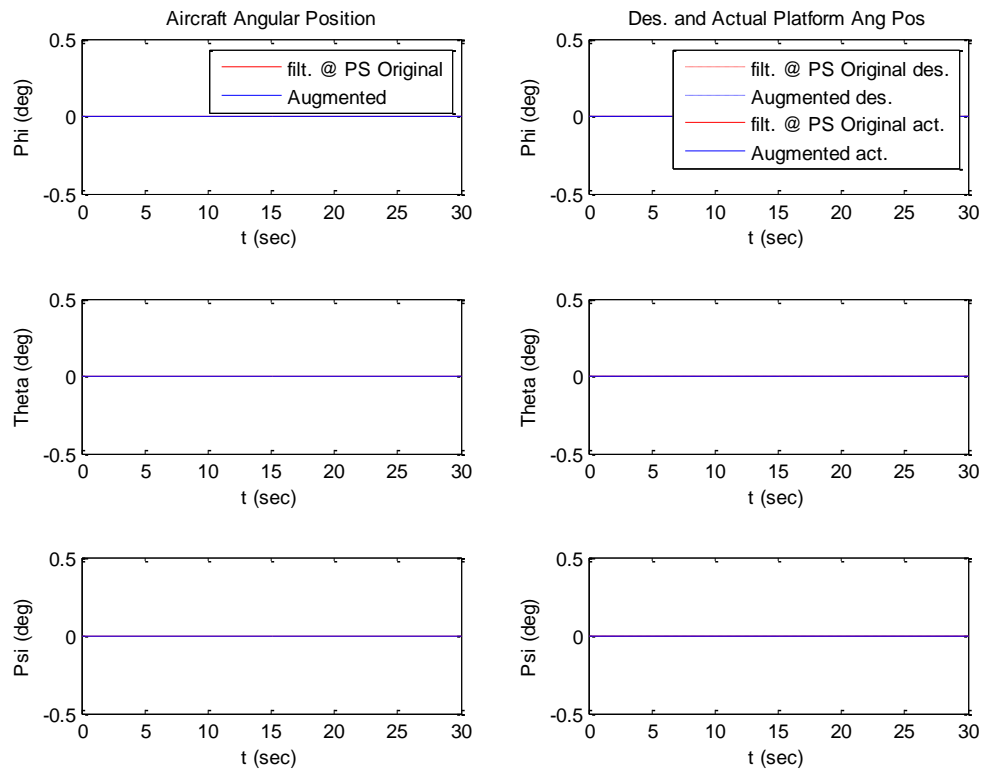 Aircraft Angular Position
0.5
0
-0.5
Phi (deg)
filt. @ PS Original
Augmented
0 5 10 15 20 25 30
t (sec)
Des. and Actual Platform Ang Pos
0.5
0
-0.5
Phi (deg)
filt. @ PS Original des.
Augmented des.
filt. @ PS Original act.
Augmented act.
0 5 10 15 20 25 30
t (sec)
0.5
0
-0.5
Theta (deg)
0 5 10 15 20 25 30
t (sec)
0.5
0
-0.5
Theta (deg)
0 5 10 15 20 25 30
t (sec)
0.5
0
-0.5
Psi (deg)
0 5 10 15 20 25 30
t (sec)
0.5
0
-0.5
Psi (deg)
0 5 10 15 20 25 30
t (sec)